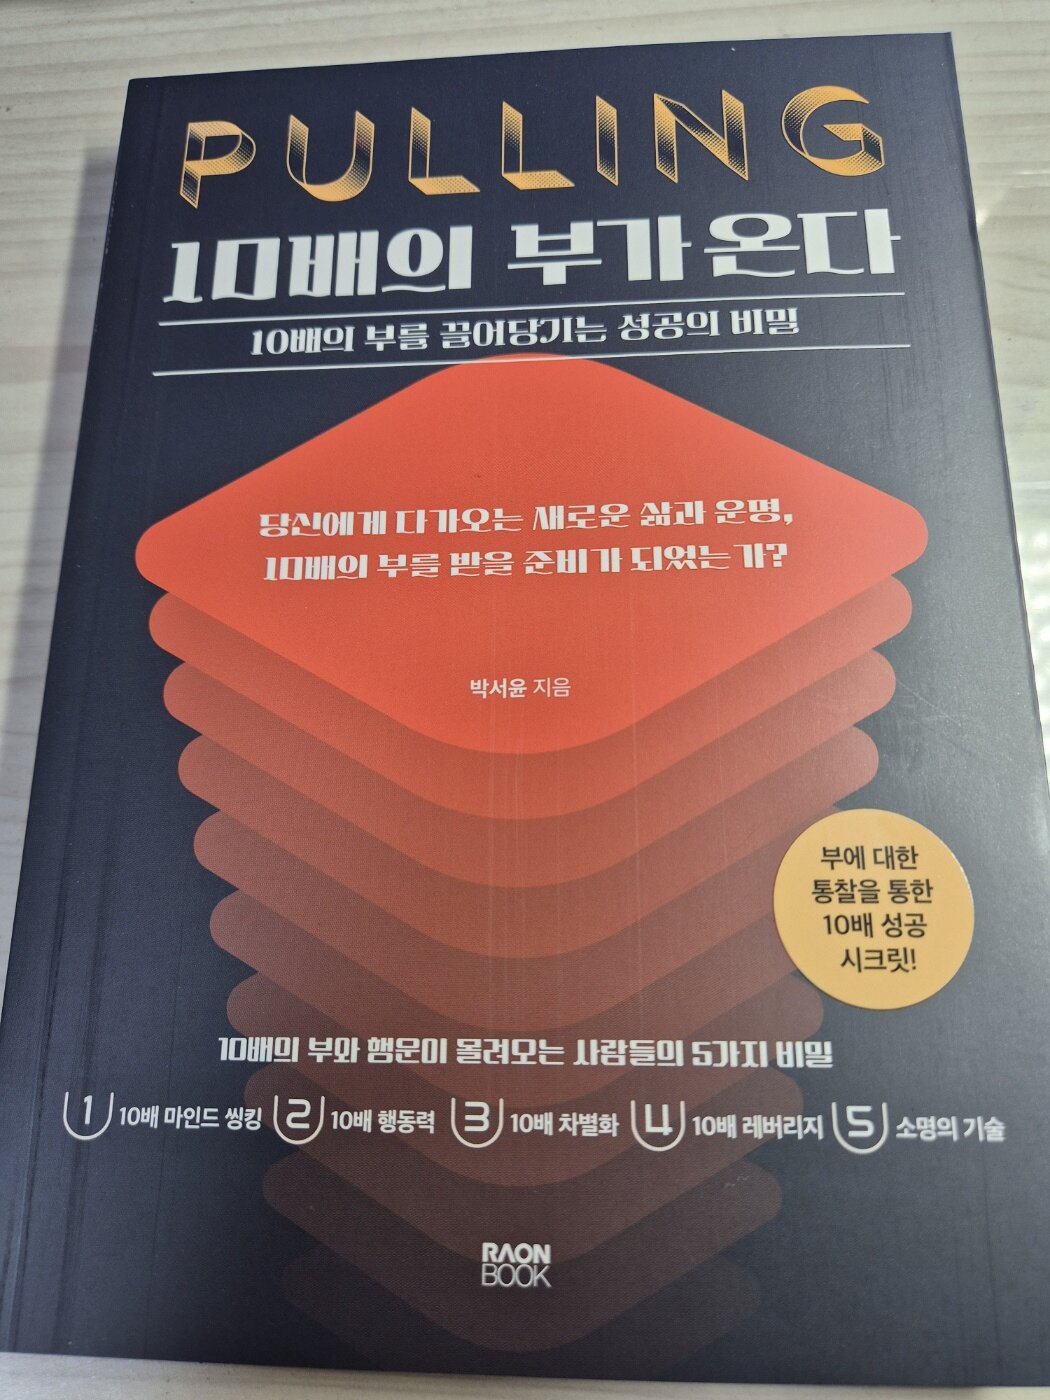 PULLING
10배의 부가 온다
10배의 부를 끌어당기는 성공의 비밀
당신에게 다가오는 새로운 삶과 운명,
10배의 부를 받을 준비가 되었는가?
박서윤 지음
부에 대한
통찰을 통한
10배 성공
시크릿!
10배의 부와 행운이 몰려오는 사람들의 5가지 비밀
1 10배 마인드 씽킹 2 10배 행동력 3 10배 차별화 4 10배 레버리지 5 소명의 기술
RAON
BOOK